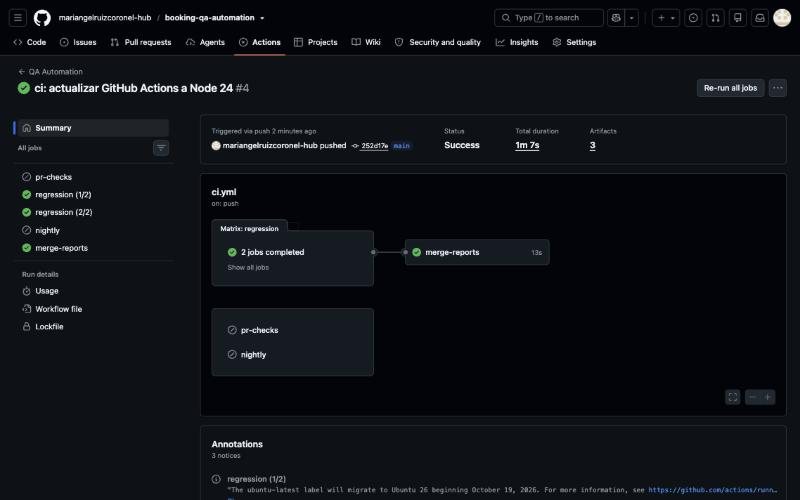 mariangelruizcoronel-hub / booking-qa-automation
Type / to search
Code
Issues
Pull requests
Agents
Actions
Projects
Wiki
Security and quality
Insights
Settings
← QA Automation
ci: actualizar GitHub Actions a Node 24 #4
Re-run all jobs
Summary
All jobs
pr-checks
regression (1/2)
regression (2/2)
nightly
merge-reports
Run details
Usage
Workflow file
Lockfile
Triggered via push 2 minutes ago
mariangelruizcoronel-hub pushed 252d17e main
Status
Success
Total duration
1m 7s
Artifacts
3
ci.yml
on: push
Matrix: regression
2 jobs completed
Show all jobs
merge-reports 13s
pr-checks
nightly
Annotations
3 notices
regression (1/2)
"The ubuntu-latest label will migrate to Ubuntu 26 beginning October 19, 2026. For more information, see https://github.com/actions/runn…